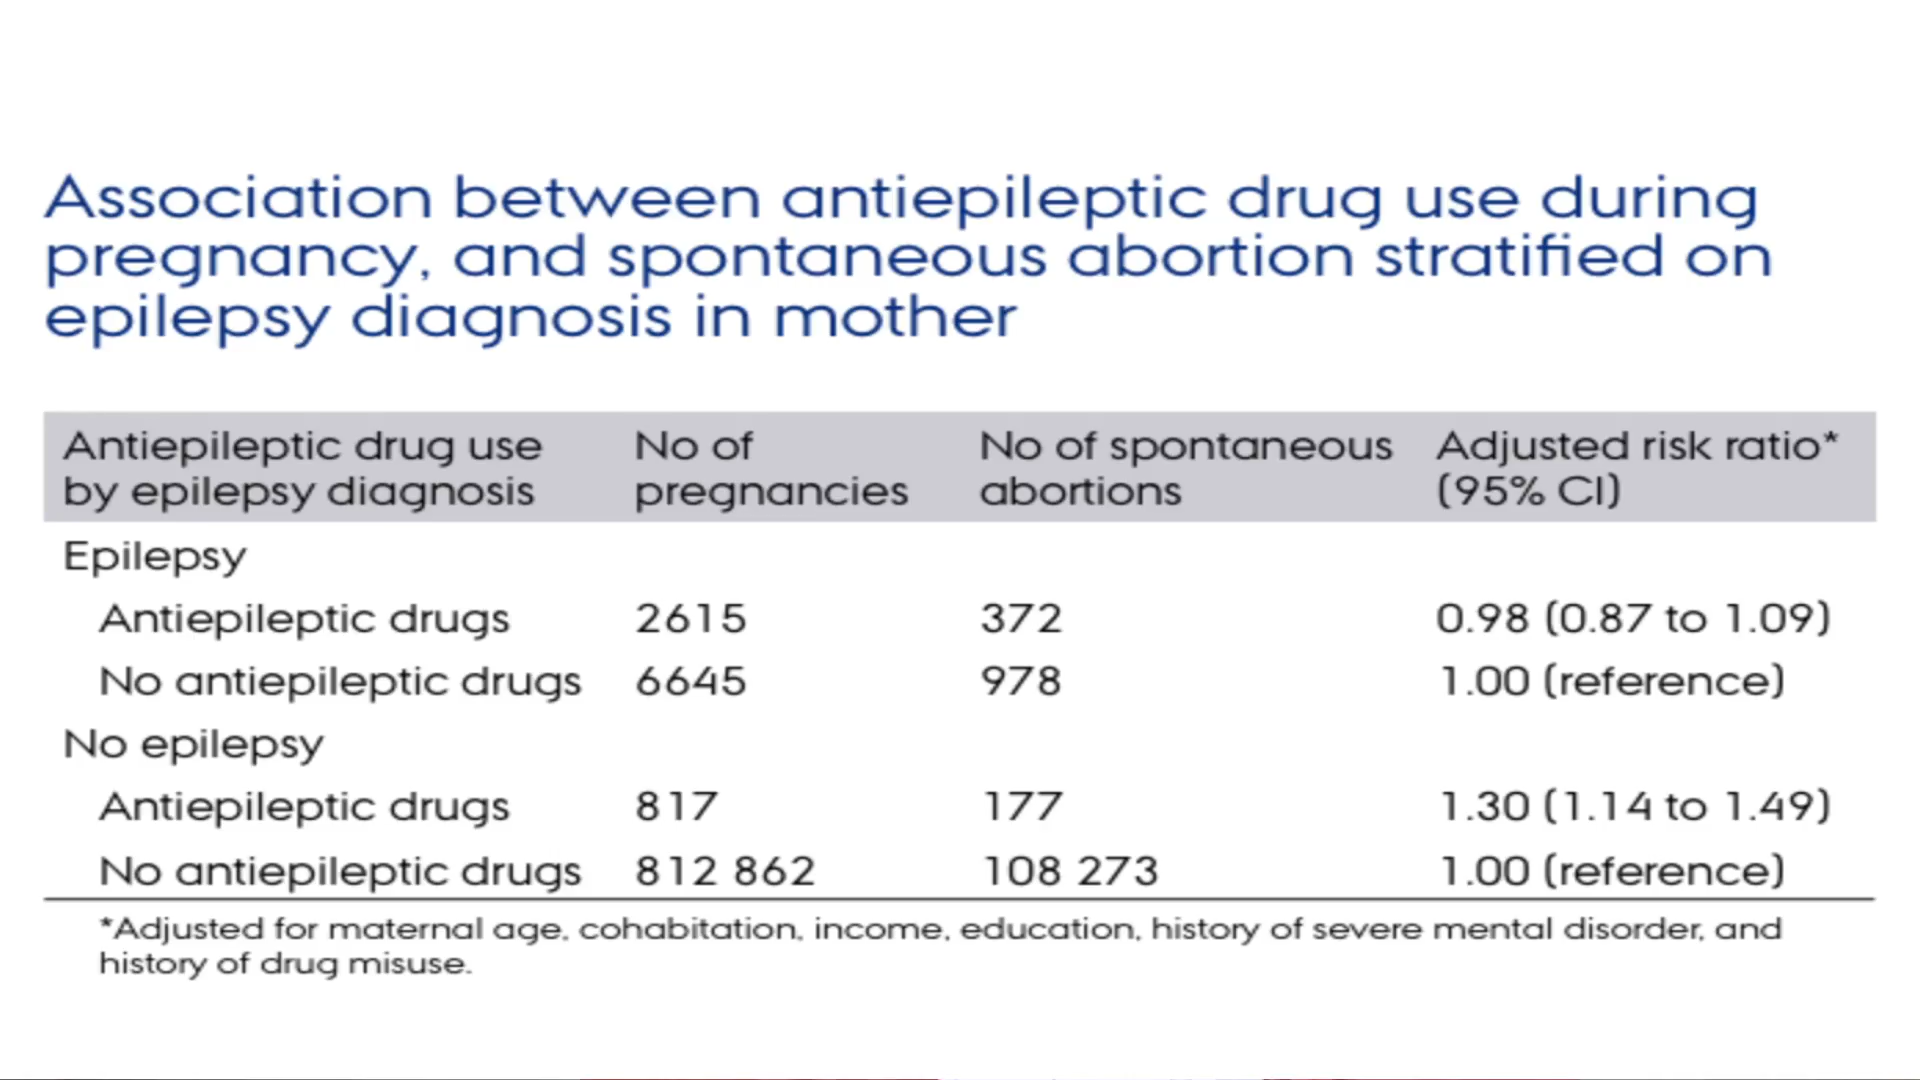 Association between antiepileptic drug use during
pregnancy, and spontaneous abortion stratified on
epilepsy diagnosis in mother
Antiepileptic drug use by epilepsy diagnosis No of pregnancies No of spontaneous abortions Adjusted risk ratio* (95% CI)
Epilepsy
Antiepileptic drugs 2615 372 0.98 (0.87 to 1.09)
No antiepileptic drugs 6645 978 1.00 (reference)
No epilepsy
Antiepileptic drugs 817 177 1.30 (1.14 to 1.49)
No antiepileptic drugs 812 862 108 273 1.00 (reference)
*Adjusted for maternal age, cohabitation, income, education, history of severe mental disorder, and
history of drug misuse.